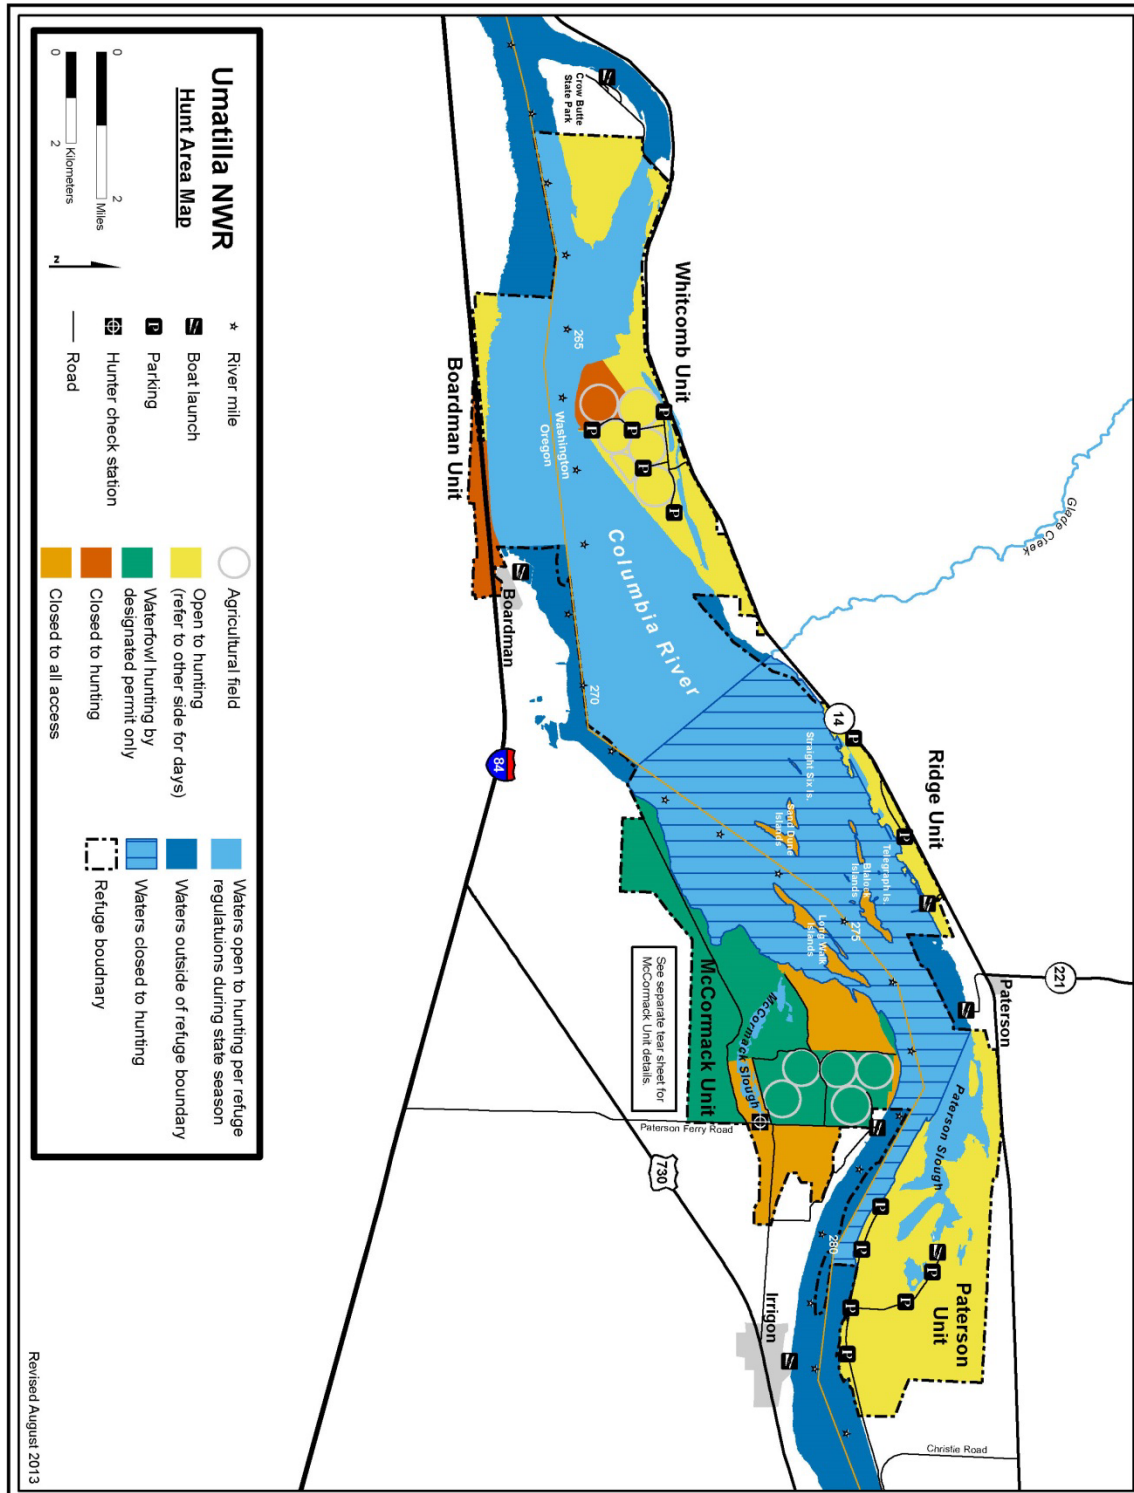 Umatilla NWR
Hunt Area Map
0
2
Miles
0
2
Kilometers
N
River mile
Boat launch
P
Parking
Hunter check station
Road
Agricultural field
Open to hunting
(refer to other side for days)
Waterfowl hunting by
designated permit only
Closed to hunting
Closed to all access
Waters open to hunting per refuge
regulatuions during state season
Waters outside of refuge boundary
Waters closed to hunting
Refuge boudnary
Crow Butte
State Park
Whitcomb Unit
265
P
P
P
P
P
Washington
Oregon
Boardman Unit
Boardman
Columbia River
Glade Creek
270
84
14
Ridge Unit
P
P
Straight Six Is.
Sand Dune
Islands
Telegraph Is.
Blalock
Islands
Long Walk
Islands
275
221
Paterson
McCormack Slough
McCormack Unit
See separate tear sheet for
McCormack Unit details.
Paterson Ferry Road
730
Paterson Slough
Paterson
Unit
P
P
P
P
P
P
280
Irrigon
Christie Road
Revised August 2013